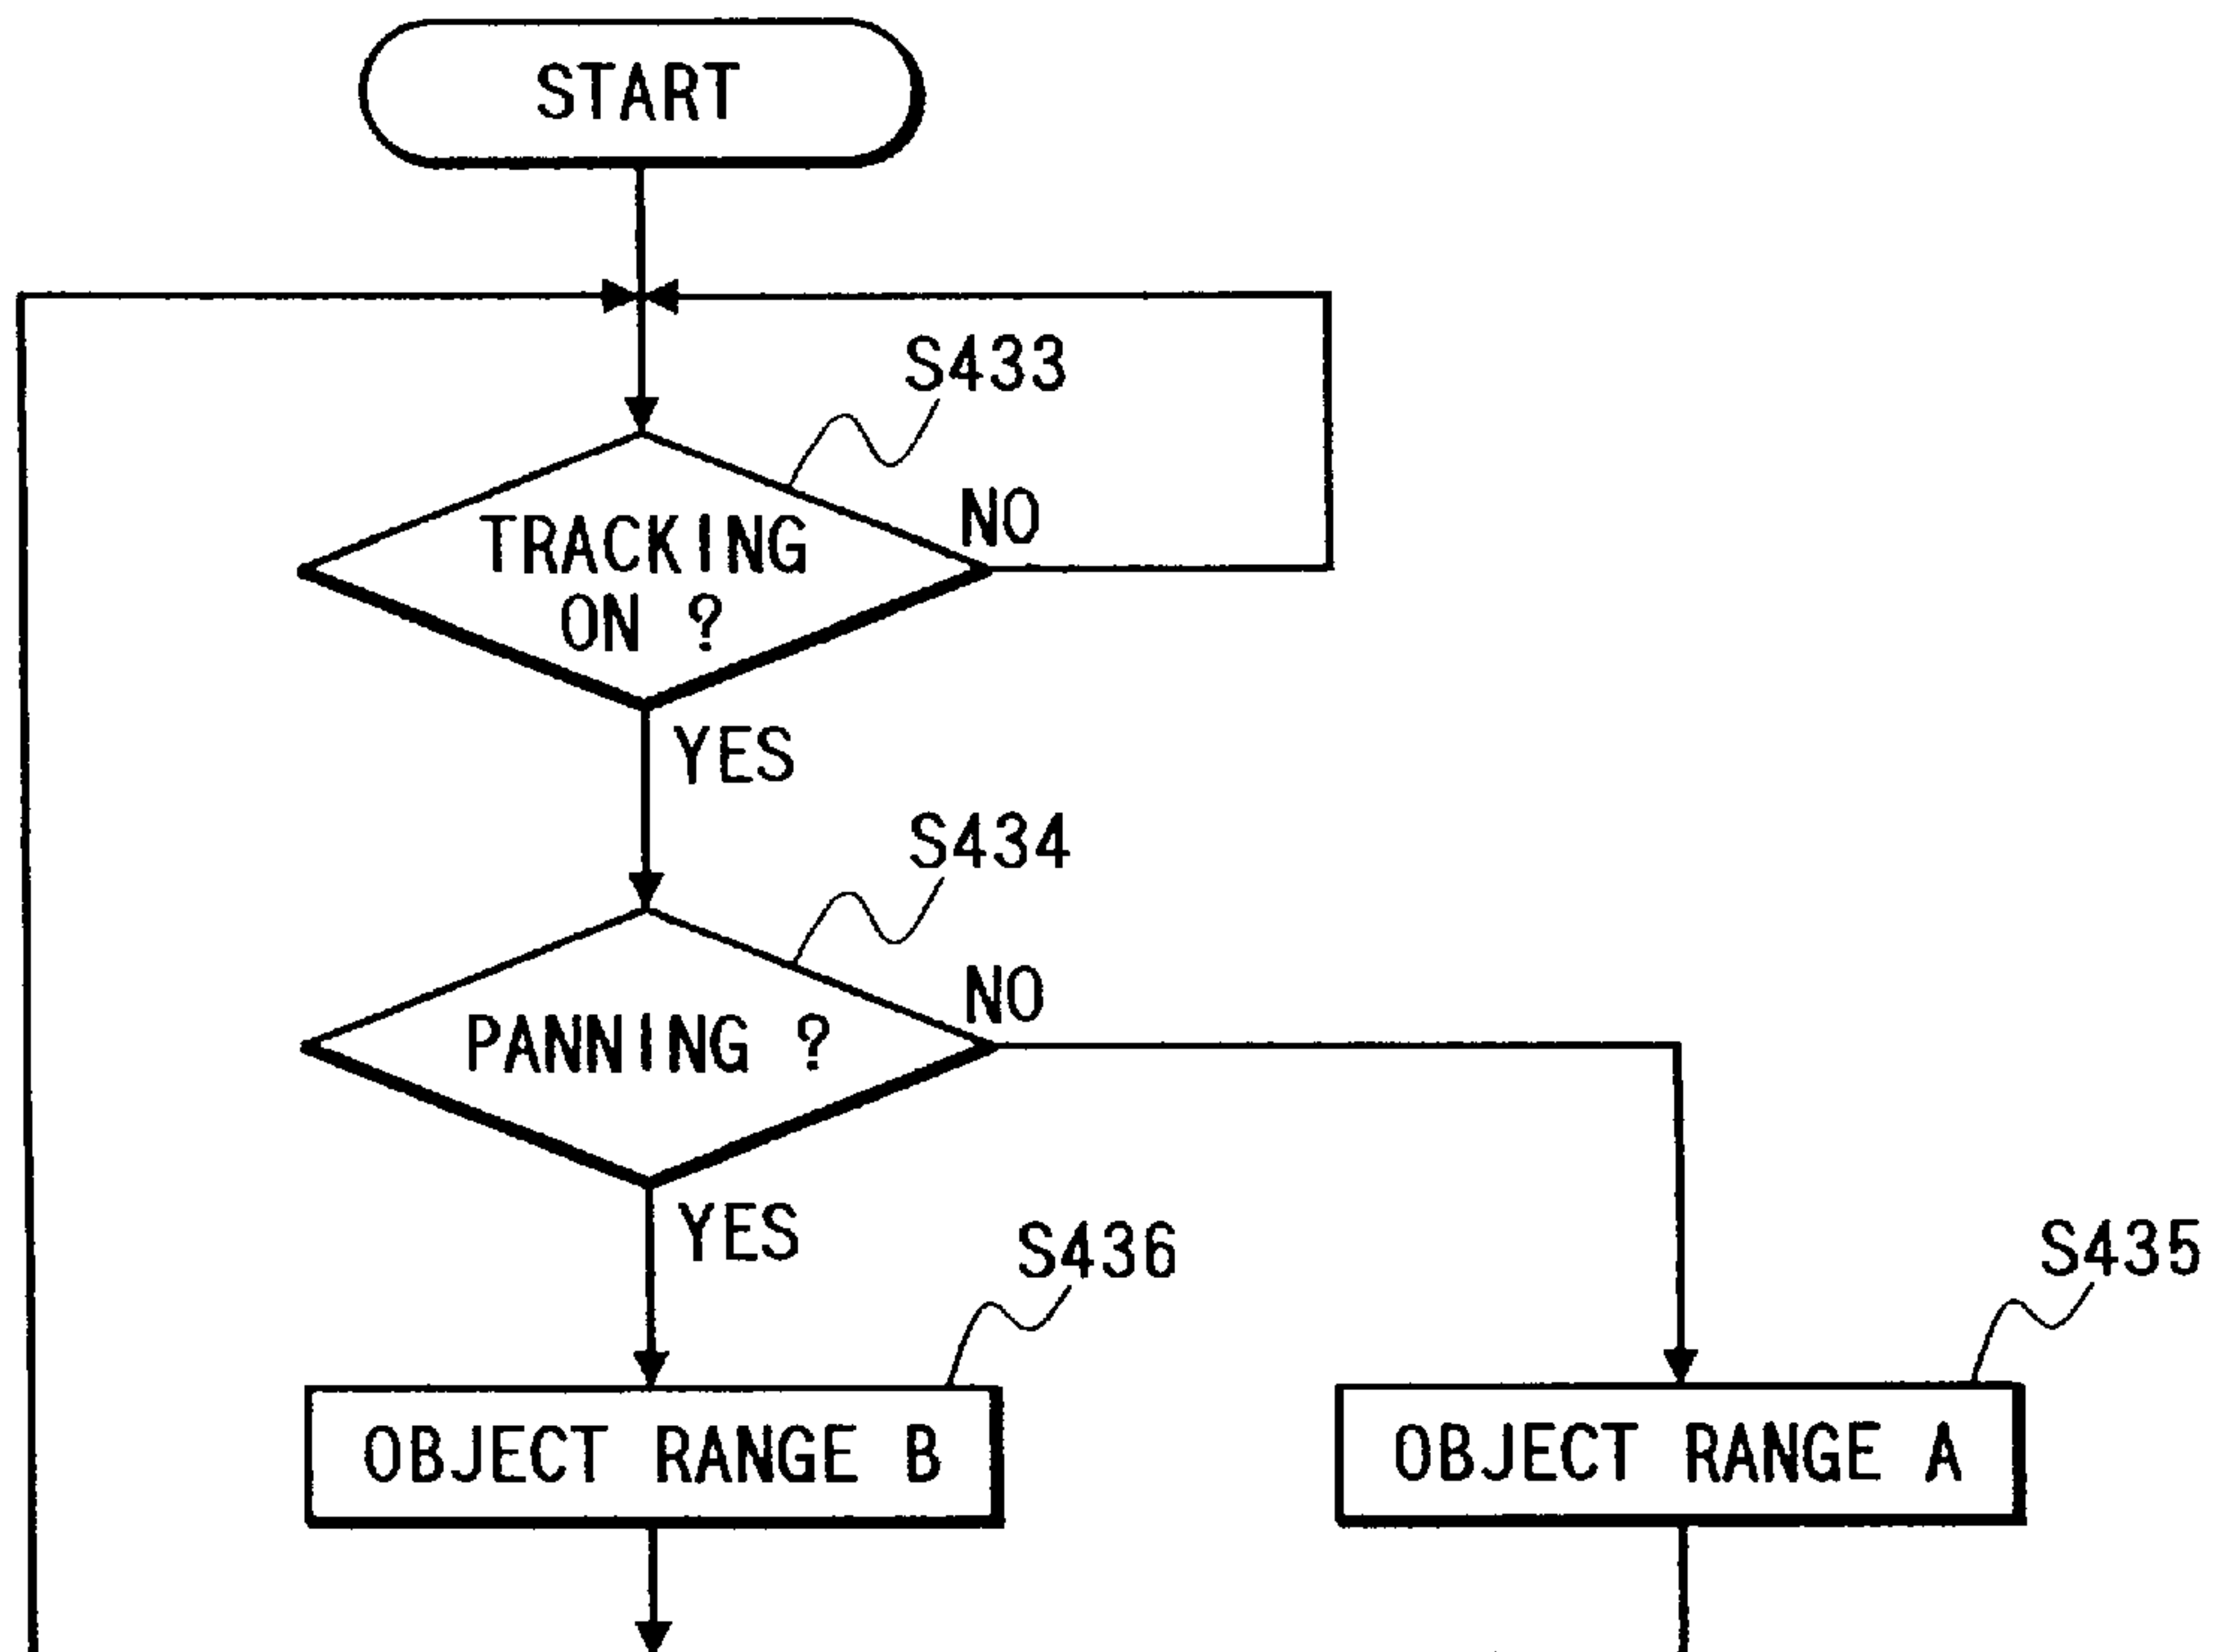 START
S433
NO
TRACKING
ON ?
YES
S434
NO
PANNING ?
YES
S436
S435
OBJECT RANGE B
OBJECT RANGE A